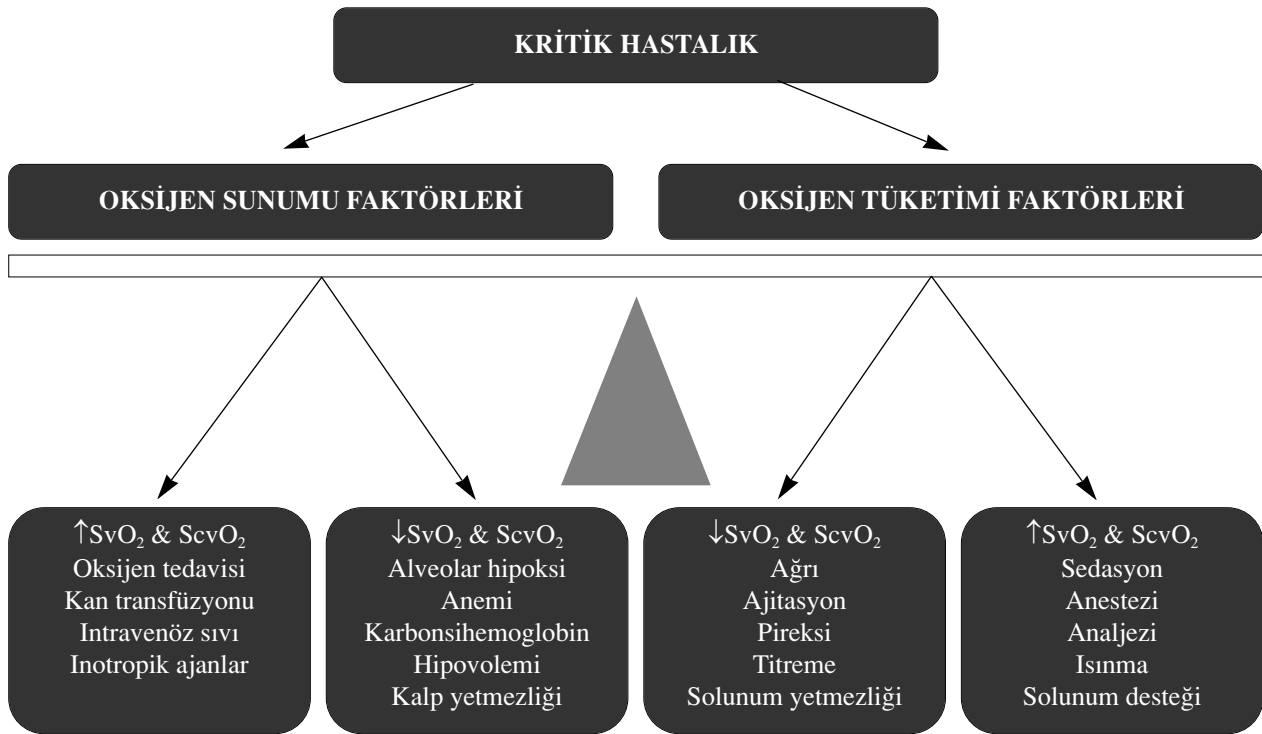 KRİTİK HASTALIK
OKSİJEN SUNUMU FAKTÖRLERİ
OKSİJEN TÜKETİMİ FAKTÖRLERİ
↑SvO₂ & ScvO₂
Oksijen tedavisi
Kan transfüzyonu
Intravenöz sıvı
Inotropik ajanlar
↓SvO₂ & ScvO₂
Alveolar hipoksi
Anemi
Karbonsihemoglobin
Hipovolemi
Kalp yetmezliği
↓SvO₂ & ScvO₂
Ağrı
Ajitasyon
Pireksi
Titreme
Solunum yetmezliği
↑SvO₂ & ScvO₂
Sedasyon
Anestezi
Analjezi
Isınma
Solunum desteği